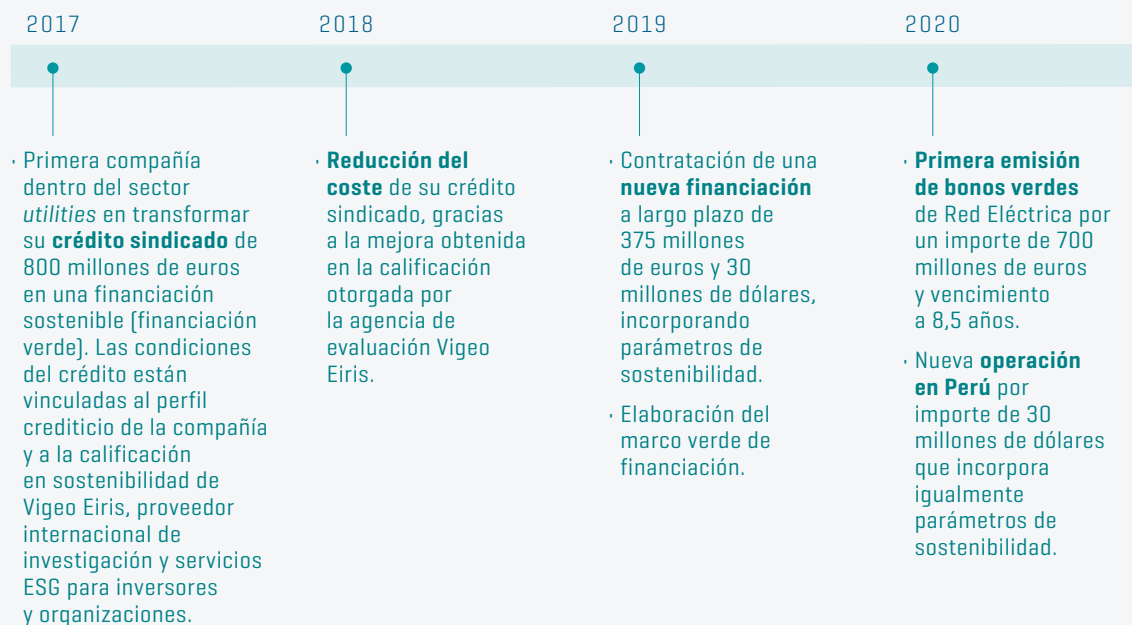 2017
· Primera compañía
dentro del sector
utilities en transformar
su crédito sindicado de
800 millones de euros
en una financiación
sostenible (financiación
verde). Las condiciones
del crédito están
vinculadas al perfil
crediticio de la compañía
y a la calificación
en sostenibilidad de
Vigeo Eiris, proveedor
internacional de
investigación y servicios
ESG para inversores
y organizaciones.
2018
· Reducción del
coste de su crédito
sindicado, gracias
a la mejora obtenida
en la calificación
otorgada por
la agencia de
evaluación Vigeo
Eiris.
2019
· Contratación de una
nueva financiación
a largo plazo de
375 millones
de euros y 30
millones de dólares,
incorporando
parámetros de
sostenibilidad.
· Elaboración del
marco verde de
financiación.
2020
· Primera emisión
de bonos verdes
de Red Eléctrica por
un importe de 700
millones de euros
y vencimiento
a 8,5 años.
· Nueva operación
en Perú por
importe de 30
millones de dólares
que incorpora
igualmente
parámetros de
sostenibilidad.